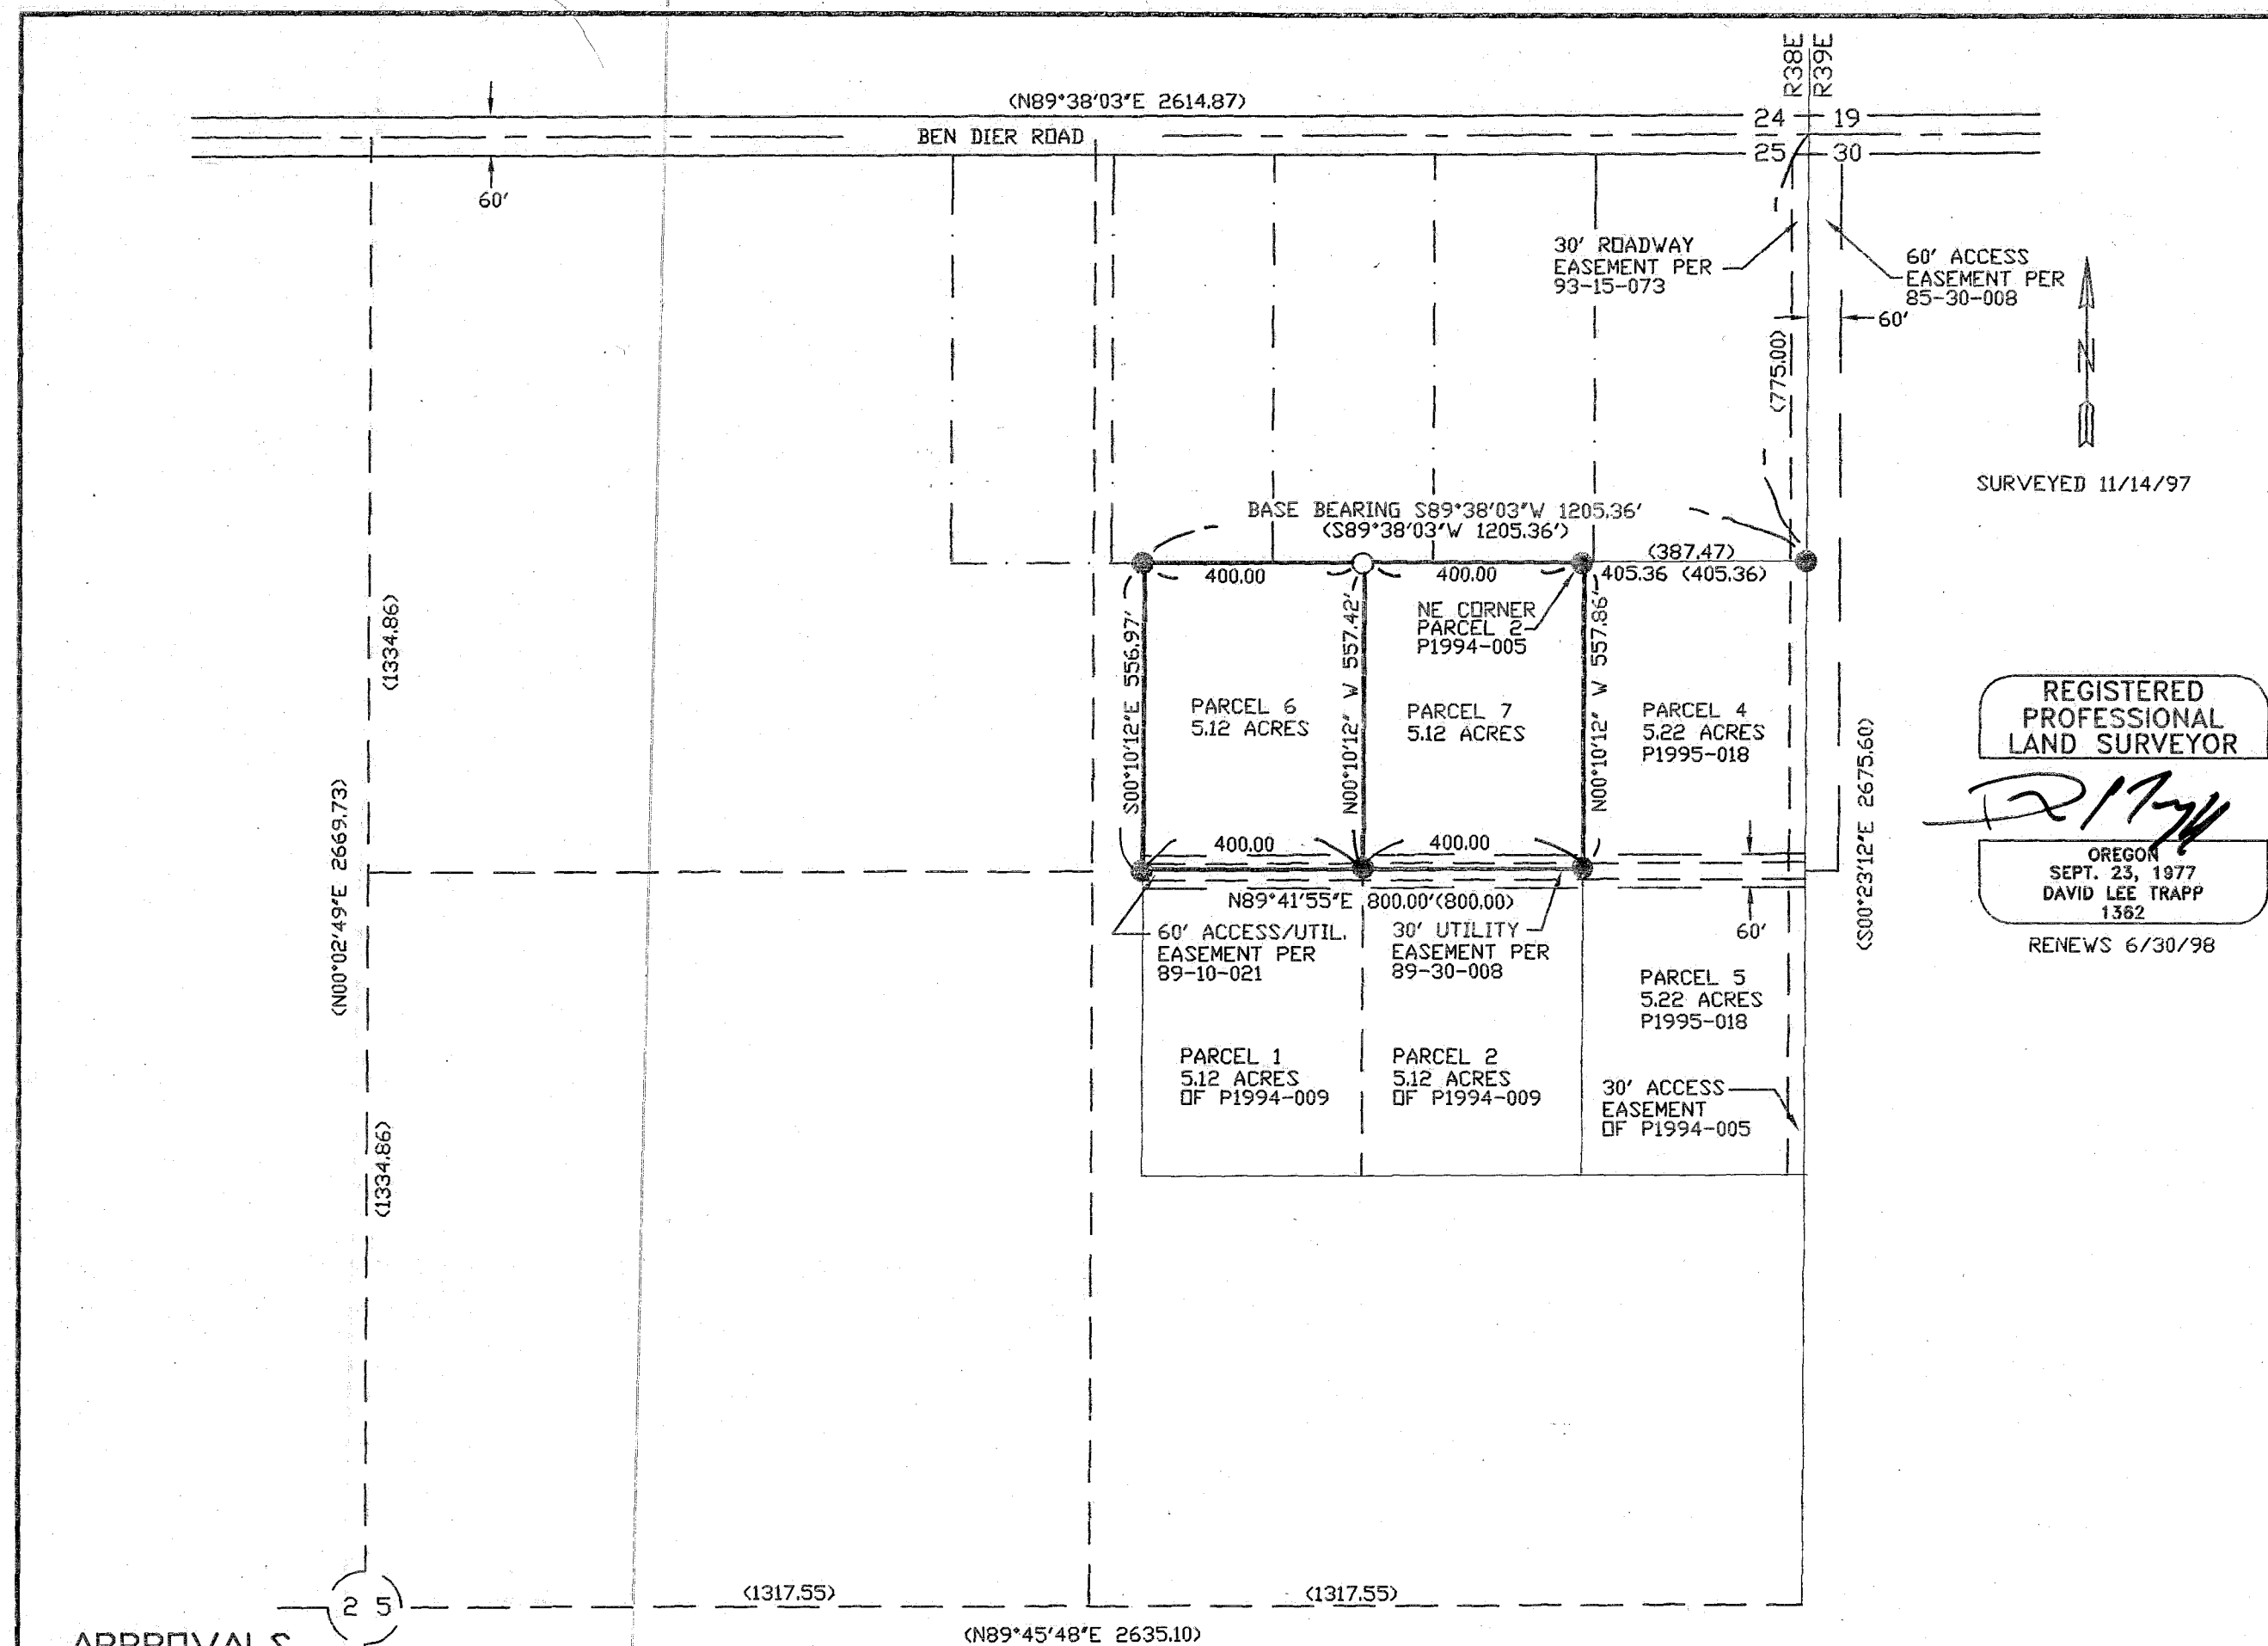 R38E
R39E
(N89°38'03"E 2614.87)
24 19
BEN DIER ROAD
25 30
60'
30' ROADWAY
EASEMENT PER
93-15-073
60' ACCESS
EASEMENT PER
85-30-008
60'
(775.00)
N
SURVEYED 11/14/97
BASE BEARING S89°38'03"W 1205.36'
(S89°38'03"W 1205.36')
(387.47)
400.00
400.00
405.36 (405.36)
NE CORNER
PARCEL 2
P1994-005
(1334.86)
S00°10'12"E 556.97'
N00°10'12" W 557.42'
N00°10'12" W 557.86'
PARCEL 6
5.12 ACRES
PARCEL 7
5.12 ACRES
PARCEL 4
5.22 ACRES
P1995-018
(S00°23'12"E 2675.60)
REGISTERED
PROFESSIONAL
LAND SURVEYOR
OREGON
SEPT. 23, 1977
DAVID LEE TRAPP
1362
RENEWS 6/30/98
(N00°02'49"E 2669.73)
400.00
400.00
N89°41'55"E 800.00'(800.00)
60'
60' ACCESS/UTIL.
EASEMENT PER
89-10-021
30' UTILITY
EASEMENT PER
89-30-008
PARCEL 5
5.22 ACRES
P1995-018
PARCEL 1
5.12 ACRES
OF P1994-009
PARCEL 2
5.12 ACRES
OF P1994-009
30' ACCESS
EASEMENT
OF P1994-005
(1334.86)
25
(1317.55)
(1317.55)
(N89°45'48"E 2635.10)
APPROVALS